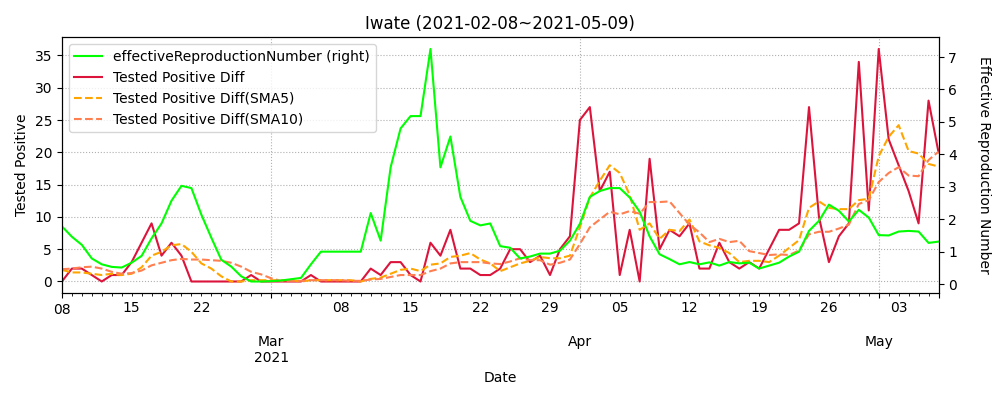 Iwate (2021-02-08~2021-05-09)
effectiveReproductionNumber (right)
Tested Positive Diff
Tested Positive Diff(SMA5)
Tested Positive Diff(SMA10)
Tested Positive
35
30
25
20
15
10
5
0
7
6
5
4
3
2
1
0
Effective Reproduction Number
08 15 22 08 15 22 29 05 12 19 26 03
Mar Apr May
2021
Date